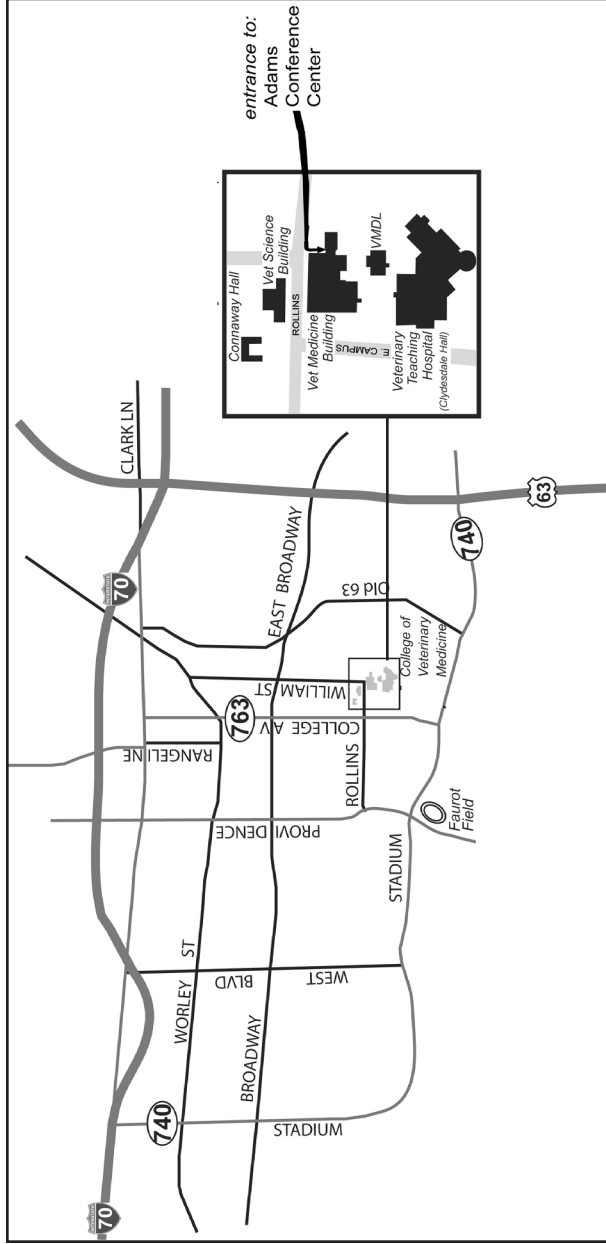 entrance to:
Adams
Conference
Center
Connaway Hall
Vet Science
Building
ROLLINS
Vet Medicine
Building
E. CAMPUS
VMDL
Veterinary
Teaching
Hospital
(Clydesdale Hall)
CLARK LN
70
EAST BROADWAY
Old 63
63
740
College of
Veterinary
Medicine
WILLIAM ST
COLLEGE AV
763
RANGELINE
ROLLINS
PROVIDENCE
Faurot
Field
STADIUM
WORLEY ST
WEST BLVD
BROADWAY
740
STADIUM
70